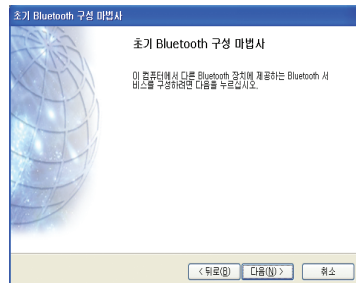 초기 Bluetooth 구성 마법사
초기 Bluetooth 구성 마법사
이 컴퓨터에서 다른 Bluetooth 장치에 제공하는 Bluetooth 서
비스를 구성하려면 다음을 누르십시오.
< 뒤로(B) 다음(N) > 취소